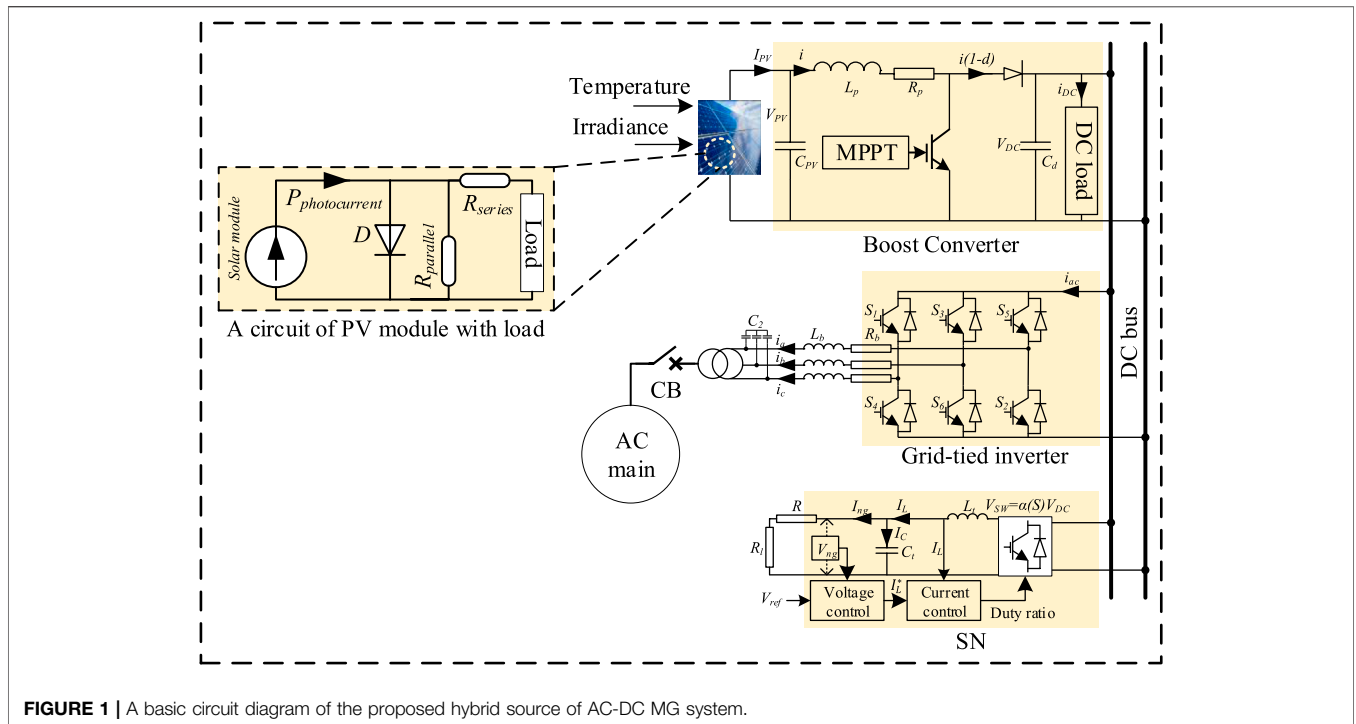 I_PV
i
i(1-d)
Temperature
L_p
R_p
i_DC
Irradiance
V_PV
C_PV
MPPT
V_DC
C_d
DC load
Boost Converter
Solar module
P_photocurrent
D
R_parallel
R_series
Load
A circuit of PV module with load
i_ac
DC bus
S_1
S_3
S_5
C_2
L_b
R_b
i_a
i_b
i_c
CB
S_4
S_6
S_2
AC
main
Grid-tied inverter
R
I_ng
I_L
L_t
V_SW=α(S)V_DC
R_l
V_ng
I_C
C_t
I_L
V_ref
Voltage
control
I_L^*
Current
control
Duty ratio
SN
FIGURE 1 | A basic circuit diagram of the proposed hybrid source of AC-DC MG system.